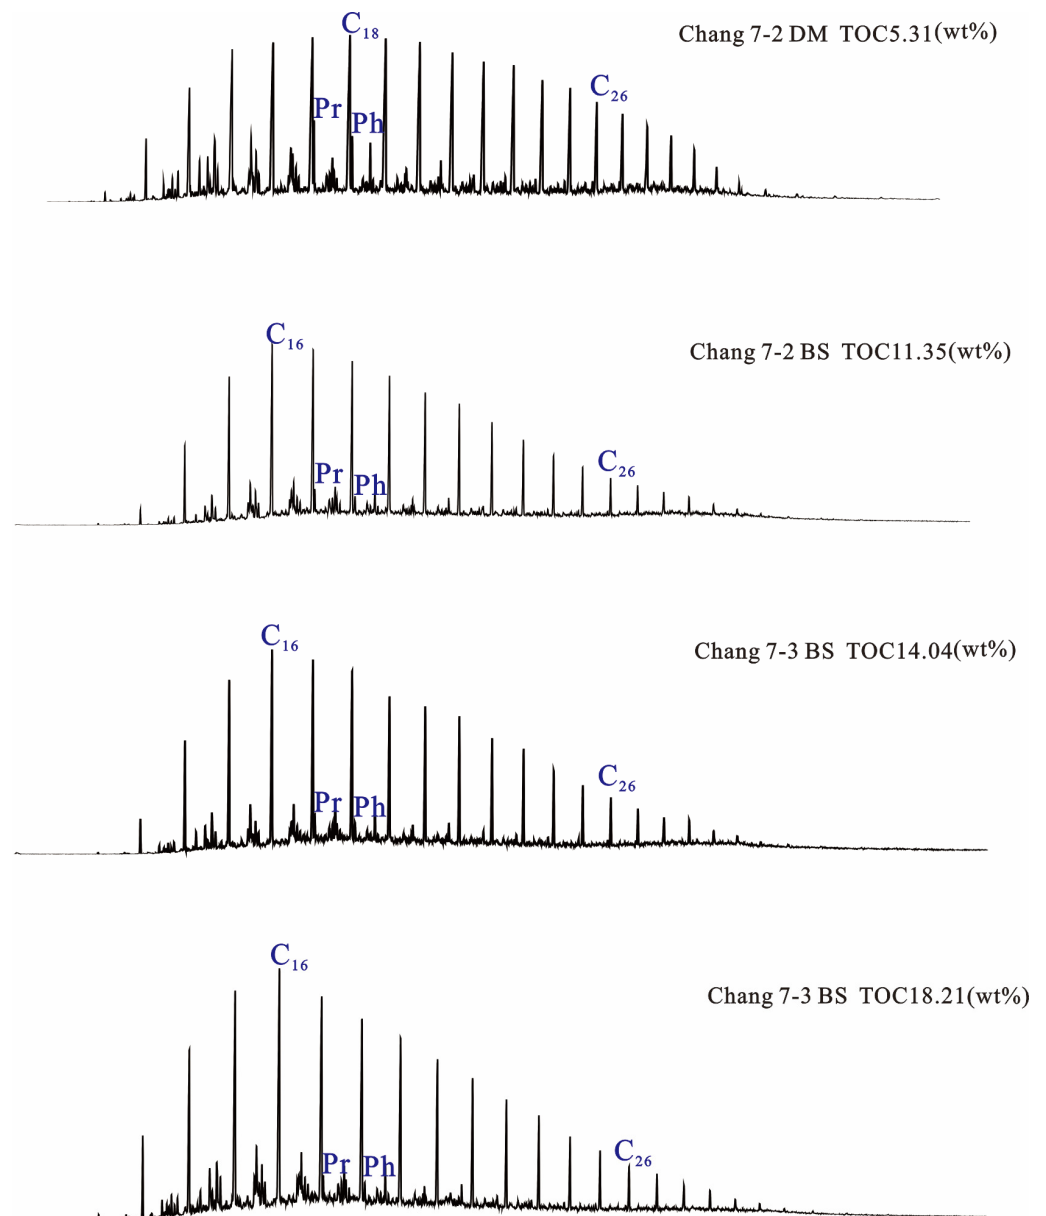 C18
Chang 7-2 DM TOC5.31(wt%)
C26
Pr
Ph
C16
Chang 7-2 BS TOC11.35(wt%)
C26
Pr
Ph
C16
Chang 7-3 BS TOC14.04(wt%)
C26
Pr
Ph
C16
Chang 7-3 BS TOC18.21(wt%)
C26
Pr
Ph